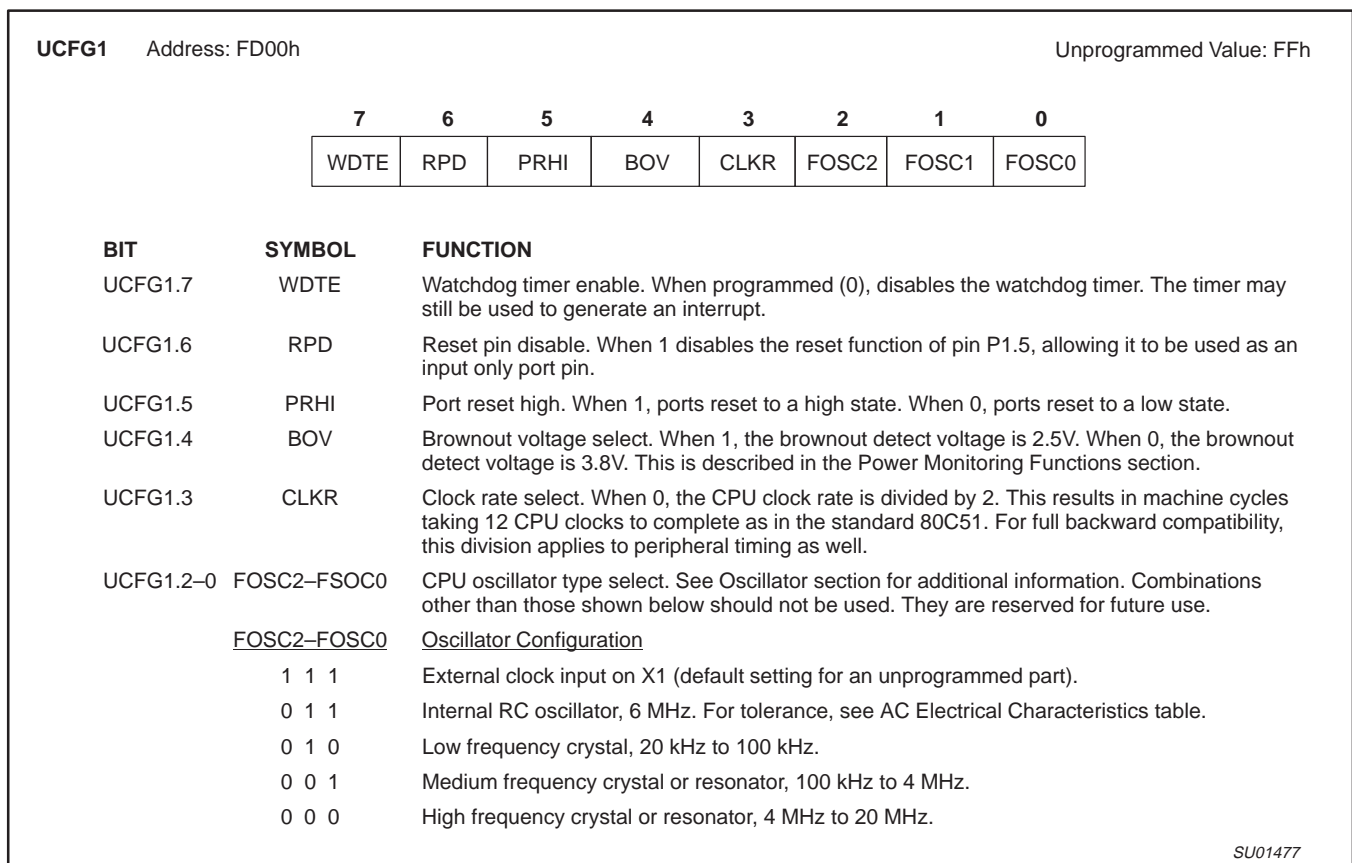 UCFG1 Address: FD00h Unprogrammed Value: FFh
7 6 5 4 3 2 1 0
WDTE RPD PRHI BOV CLKR FOSC2 FOSC1 FOSC0
BIT SYMBOL FUNCTION
UCFG1.7 WDTE Watchdog timer enable. When programmed (0), disables the watchdog timer. The timer may
still be used to generate an interrupt.
UCFG1.6 RPD Reset pin disable. When 1 disables the reset function of pin P1.5, allowing it to be used as an
input only port pin.
UCFG1.5 PRHI Port reset high. When 1, ports reset to a high state. When 0, ports reset to a low state.
UCFG1.4 BOV Brownout voltage select. When 1, the brownout detect voltage is 2.5V. When 0, the brownout
detect voltage is 3.8V. This is described in the Power Monitoring Functions section.
UCFG1.3 CLKR Clock rate select. When 0, the CPU clock rate is divided by 2. This results in machine cycles
taking 12 CPU clocks to complete as in the standard 80C51. For full backward compatibility,
this division applies to peripheral timing as well.
UCFG1.2–0 FOSC2–FSOC0 CPU oscillator type select. See Oscillator section for additional information. Combinations
other than those shown below should not be used. They are reserved for future use.
FOSC2–FOSC0 Oscillator Configuration
1 1 1 External clock input on X1 (default setting for an unprogrammed part).
0 1 1 Internal RC oscillator, 6 MHz. For tolerance, see AC Electrical Characteristics table.
0 1 0 Low frequency crystal, 20 kHz to 100 kHz.
0 0 1 Medium frequency crystal or resonator, 100 kHz to 4 MHz.
0 0 0 High frequency crystal or resonator, 4 MHz to 20 MHz.
SU01477